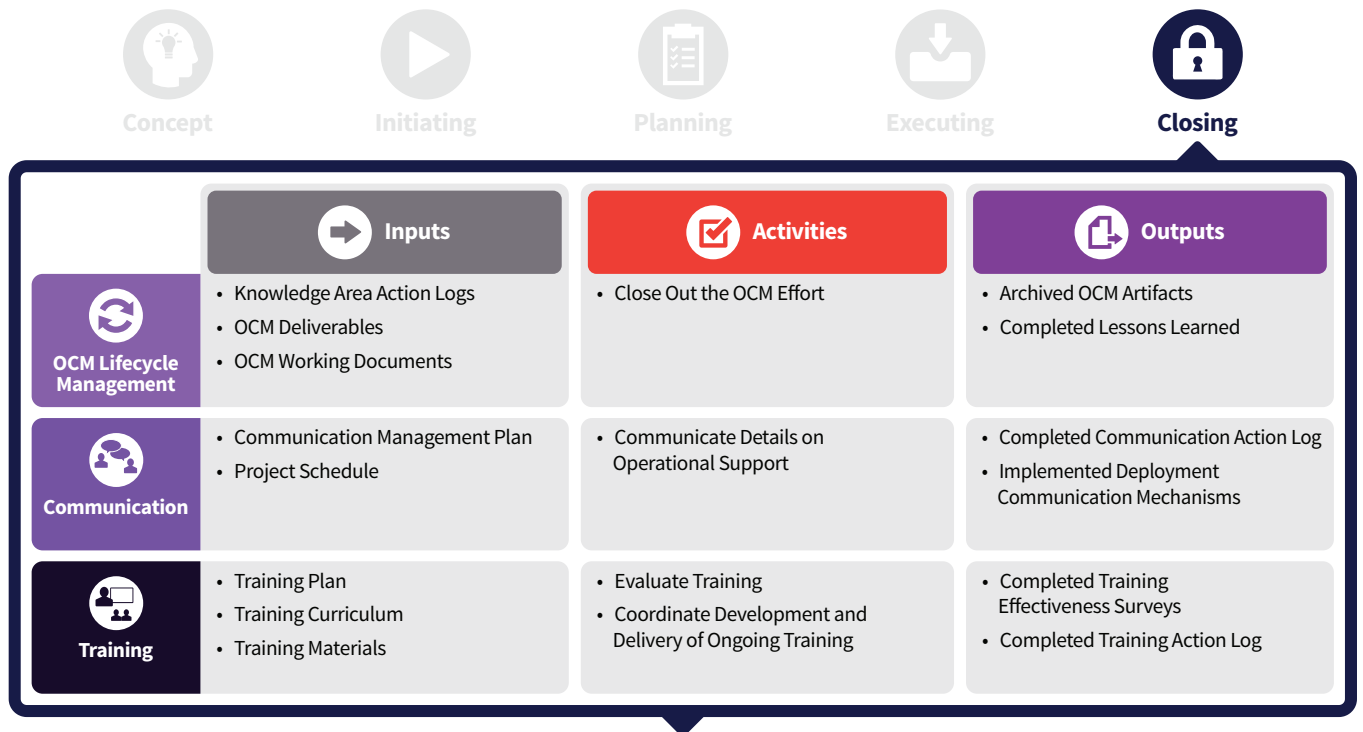 Concept
Initiating
Planning
Executing
Closing
Inputs
Activities
Outputs
OCM Lifecycle
Management
• Knowledge Area Action Logs
• OCM Deliverables
• OCM Working Documents
• Close Out the OCM Effort
• Archived OCM Artifacts
• Completed Lessons Learned
Communication
• Communication Management Plan
• Project Schedule
• Communicate Details on
Operational Support
• Completed Communication Action Log
• Implemented Deployment
Communication Mechanisms
Training
• Training Plan
• Training Curriculum
• Training Materials
• Evaluate Training
• Coordinate Development and
Delivery of Ongoing Training
• Completed Training
Effectiveness Surveys
• Completed Training Action Log